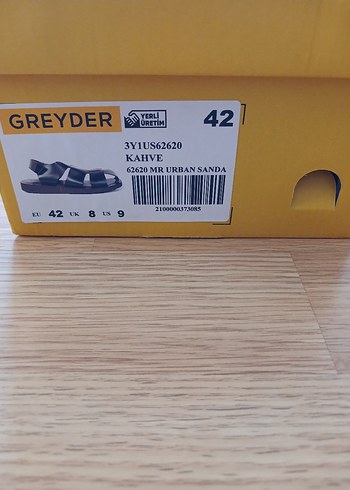 GREYDER
YERLİ
ÜRETİM
42
3Y1US62620
KAHVE
62620 MR URBAN SANDA
2100000373085
EU 42 UK 8 US 9